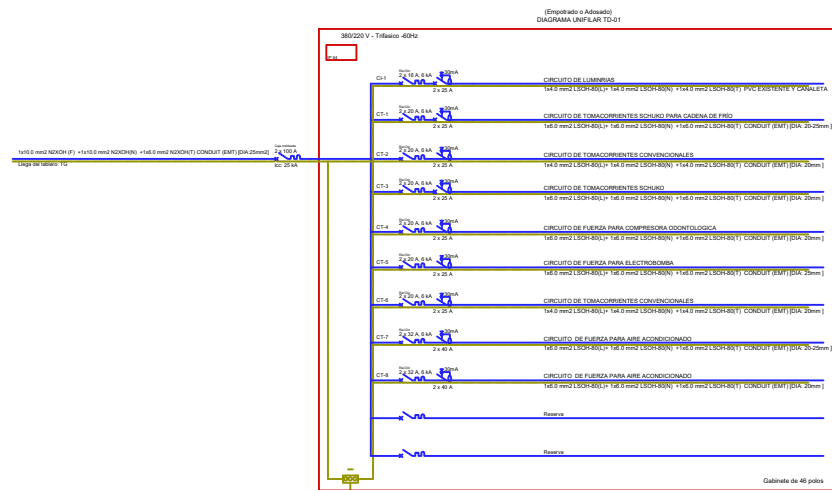 (Empotrado o Adosado)
DIAGRAMA UNIFILAR TD-01
380/220 V - Trifasico -60Hz
CI-1
2 x 16 A, 6 kA
30mA
2 x 25 A
CIRCUITO DE LUMINRIAS
1x4.0 mm2 LSOH-80(L)+ 1x4.0 mm2 LSOH-80(N) +1x4.0 mm2 LSOH-80(T) PVC EXISTENTE Y CANALETA
CT-1
2 x 20 A, 6 kA
30mA
2 x 25 A
CIRCUITO DE TOMACORRIENTES SCHUKO PARA CADENA DE FRÍO
1x6.0 mm2 LSOH-80(L)+ 1x6.0 mm2 LSOH-80(N) +1x6.0 mm2 LSOH-80(T) CONDUIT (EMT) [DIA: 20-25mm ]
1x10.0 mm2 N2XOH (F) +1x10.0 mm2 N2XOH(N) +1x6.0 mm2 N2XOH(T) CONDUIT (EMT) [DIA:25mm2]
Llega del tablero: TG
2 x 100 A
Icc: 25 kA
CT-2
2 x 20 A, 6 kA
30mA
2 x 25 A
CIRCUITO DE TOMACORRIENTES CONVENCIONALES
1x4.0 mm2 LSOH-80(L)+ 1x4.0 mm2 LSOH-80(N) +1x4.0 mm2 LSOH-80(T) CONDUIT (EMT) [DIA: 20mm ]
CT-3
2 x 20 A, 6 kA
30mA
2 x 25 A
CIRCUITO DE TOMACORRIENTES SCHUKO
1x6.0 mm2 LSOH-80(L)+ 1x6.0 mm2 LSOH-80(N) +1x6.0 mm2 LSOH-80(T) CONDUIT (EMT) [DIA: 20mm ]
CT-4
2 x 20 A, 6 kA
30mA
2 x 25 A
CIRCUITO DE FUERZA PARA COMPRESORA ODONTOLOGICA
1x6.0 mm2 LSOH-80(L)+ 1x6.0 mm2 LSOH-80(N) +1x6.0 mm2 LSOH-80(T) CONDUIT (EMT) [DIA: 20mm ]
CT-5
2 x 20 A, 6 kA
30mA
2 x 25 A
CIRCUITO DE FUERZA PARA ELECTROBOMBA
1x6.0 mm2 LSOH-80(L)+ 1x6.0 mm2 LSOH-80(N) +1x6.0 mm2 LSOH-80(T) CONDUIT (EMT) [DIA: 25mm ]
CT-6
2 x 20 A, 6 kA
30mA
2 x 25 A
CIRCUITO DE TOMACORRIENTES CONVENCIONALES
1x4.0 mm2 LSOH-80(L)+ 1x4.0 mm2 LSOH-80(N) +1x4.0 mm2 LSOH-80(T) CONDUIT (EMT) [DIA: 20mm ]
CT-7
2 x 32 A, 6 kA
30mA
2 x 40 A
CIRCUITO DE FUERZA PARA AIRE ACONDICIONADO
1x6.0 mm2 LSOH-80(L)+ 1x6.0 mm2 LSOH-80(N) +1x6.0 mm2 LSOH-80(T) CONDUIT (EMT) [DIA: 20-25mm ]
CT-8
2 x 32 A, 6 kA
30mA
2 x 40 A
CIRCUITO DE FUERZA PARA AIRE ACONDICIONADO
1x6.0 mm2 LSOH-80(L)+ 1x6.0 mm2 LSOH-80(N) +1x6.0 mm2 LSOH-80(T) CONDUIT (EMT) [DIA: 20mm ]
Reserva
Reserva
Gabinete de 46 polos